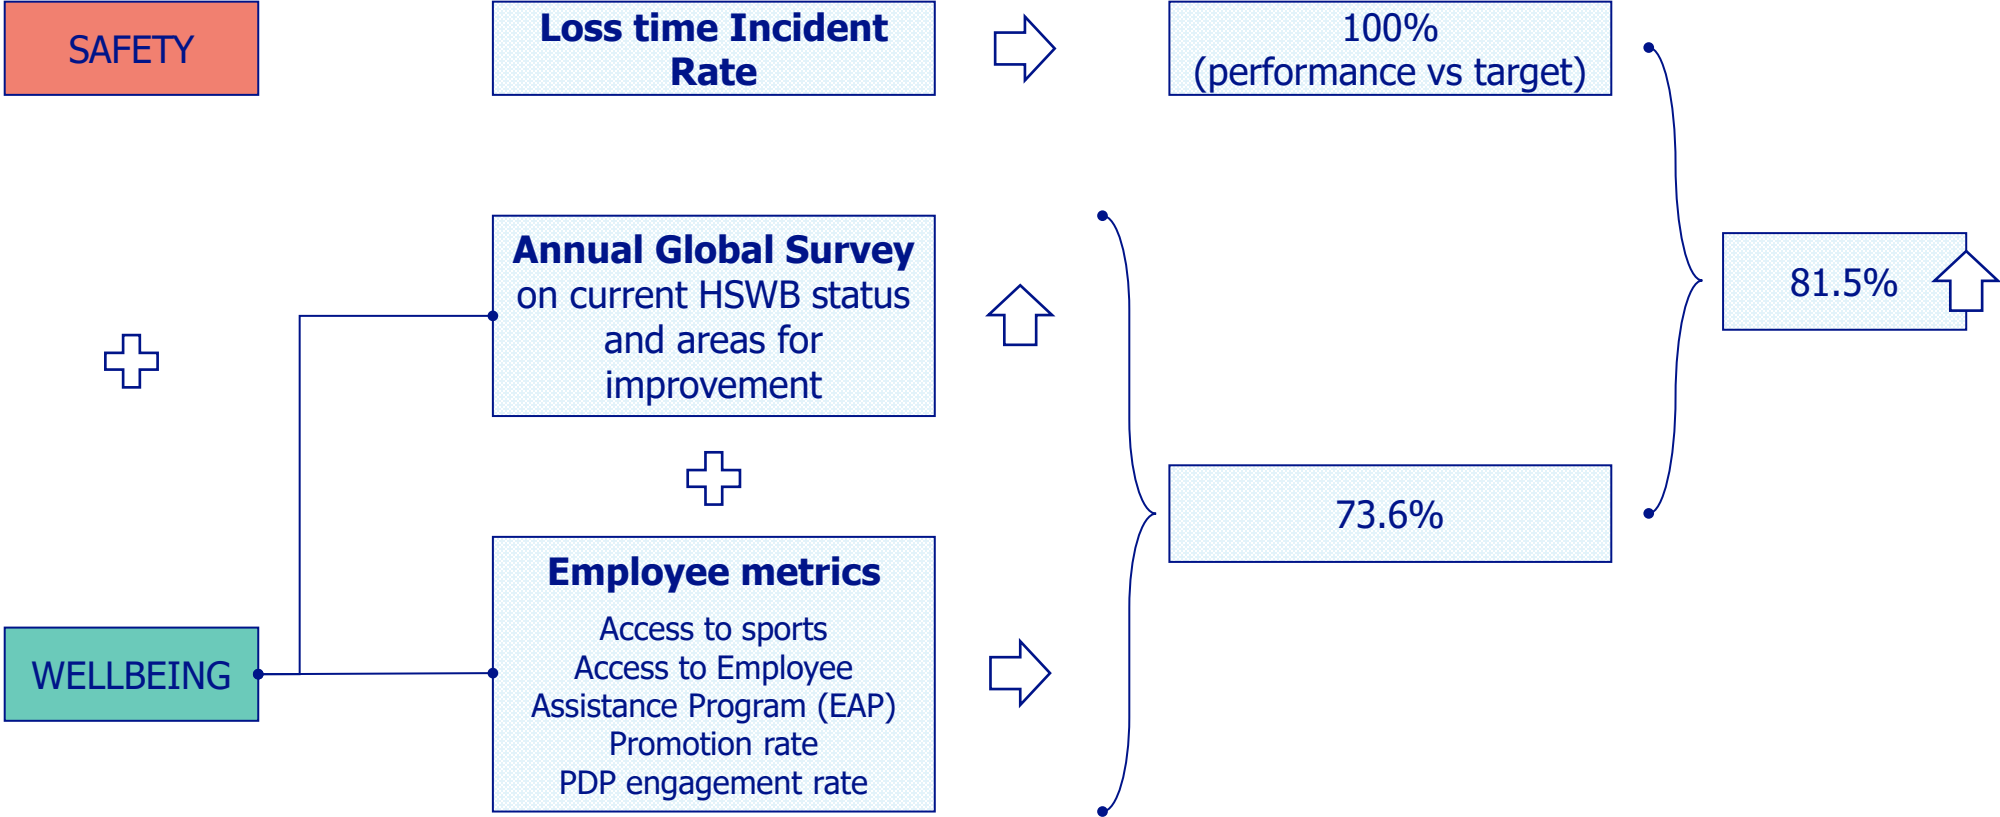 SAFETY
Loss time Incident
Rate
100%
(performance vs target)
Annual Global Survey
on current HSWB status
and areas for
improvement
81.5%
73.6%
WELLBEING
Employee metrics
Access to sports
Access to Employee
Assistance Program (EAP)
Promotion rate
PDP engagement rate